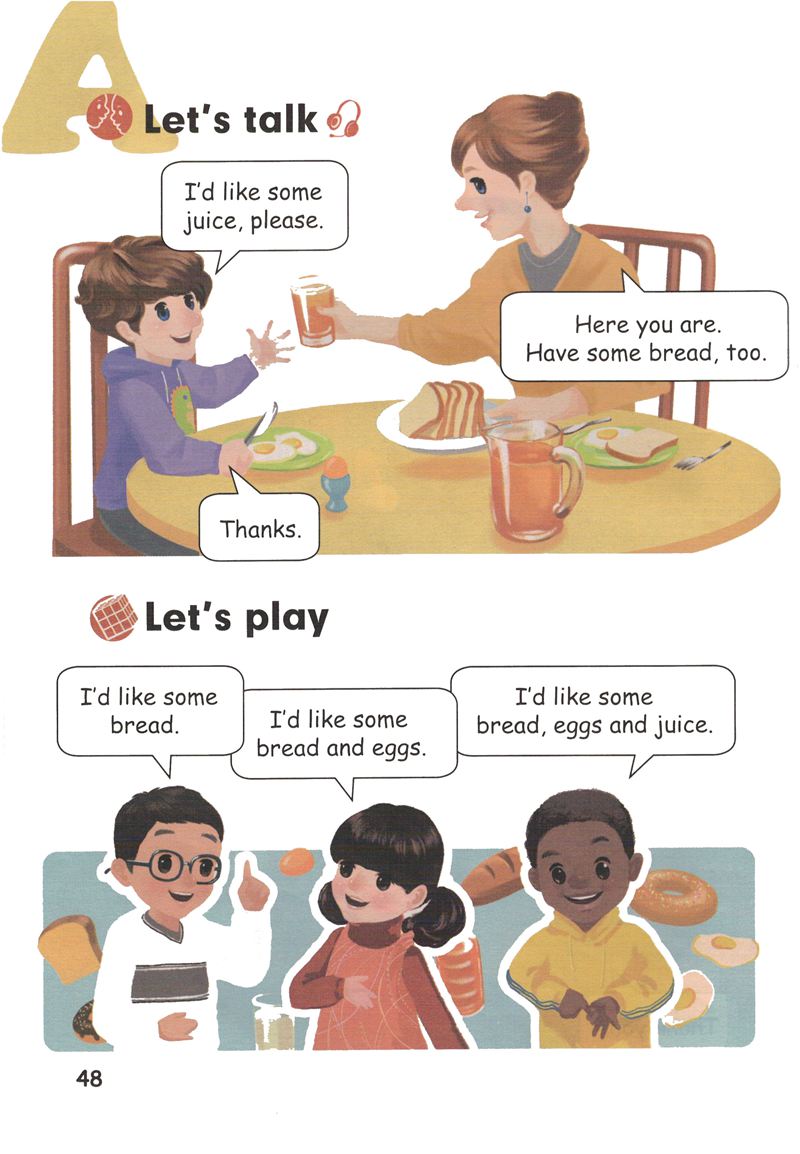 A
Let's talk
I'd like some
juice, please.
Here you are.
Have some bread, too.
Thanks.
Let's play
I'd like some
bread.
I'd like some
bread and eggs.
I'd like some
bread, eggs and juice.
48